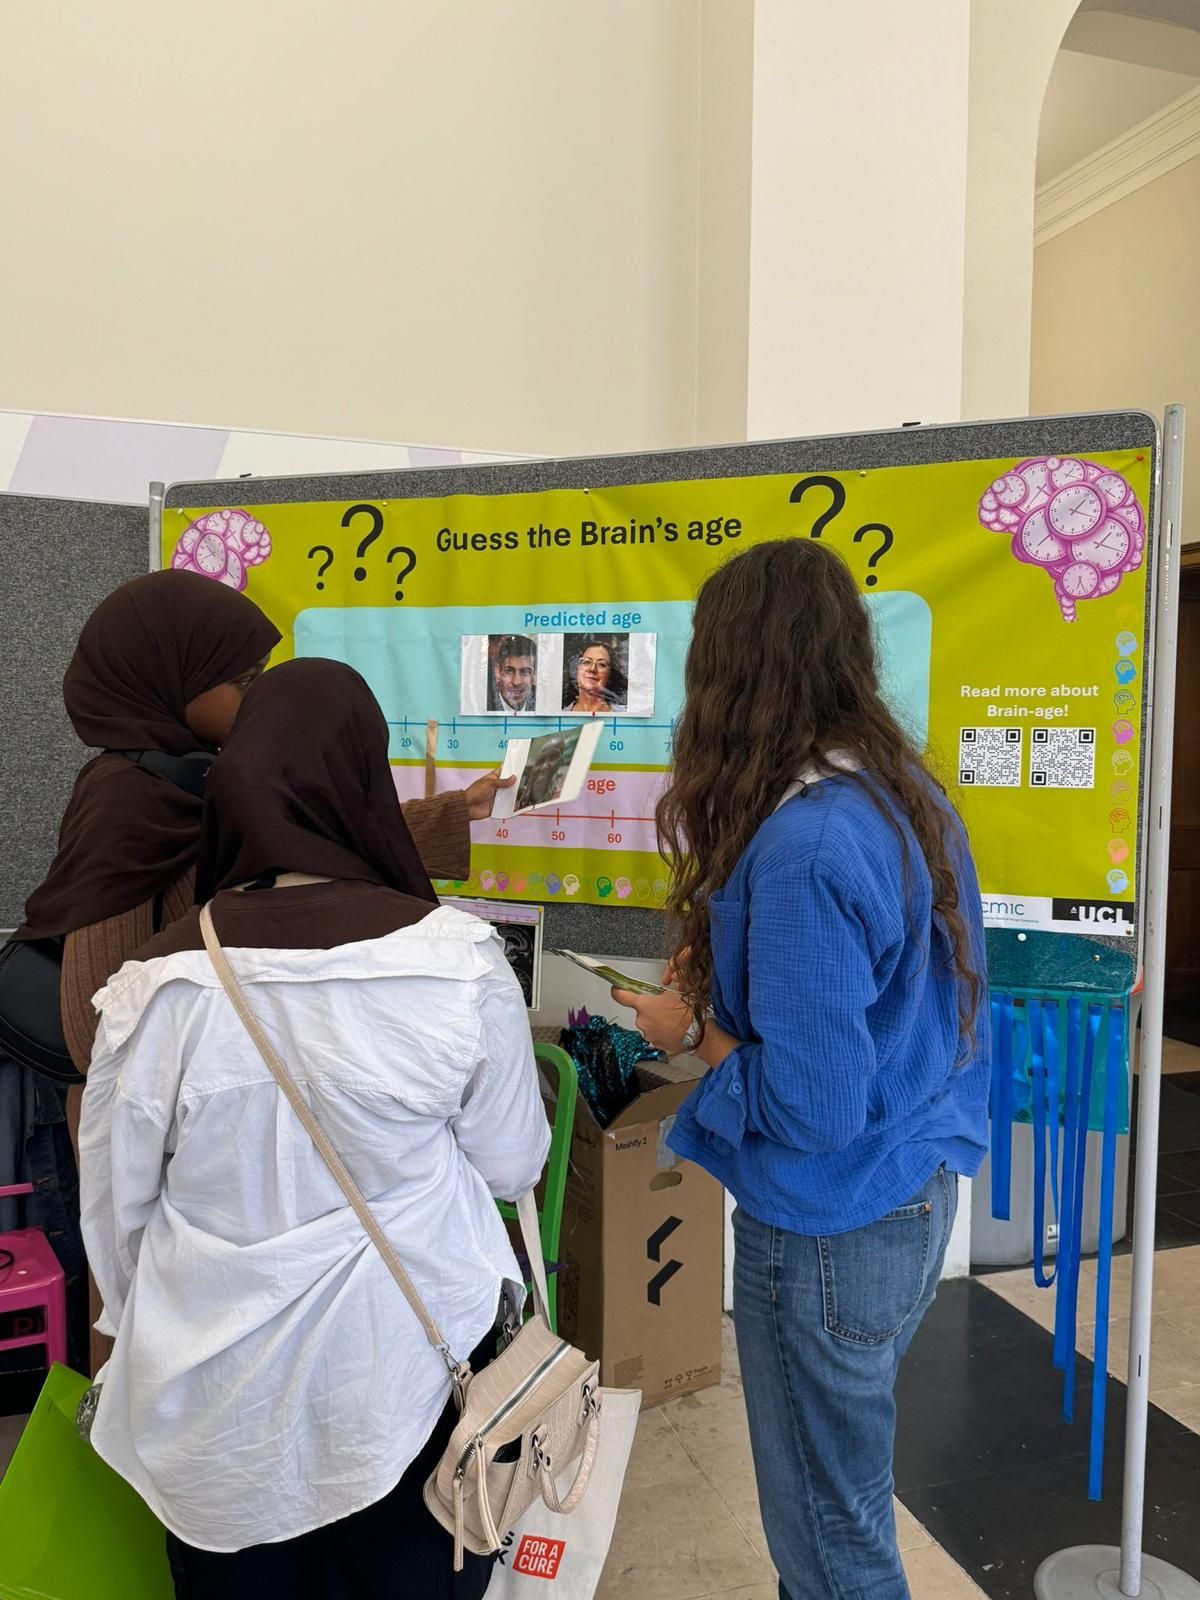 Guess the Brain's age
? ? ?
? ?
Predicted age
20 30 60
age
40 50 60
Read more about
Brain-age!
cmic
UCL
Meshify 2
FOR A
CURE